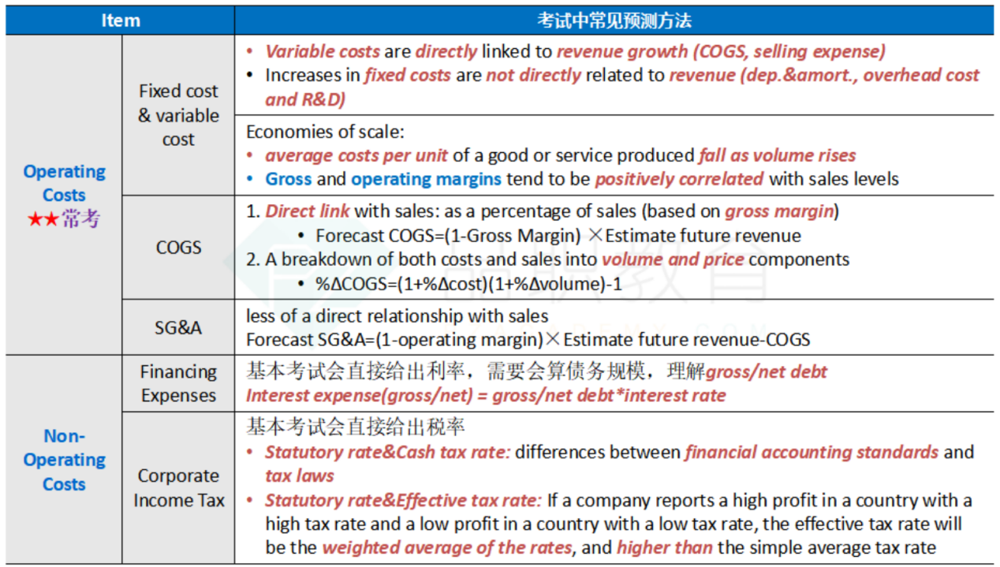 Item 考试中常见预测方法
• Variable costs are directly linked to revenue growth (COGS, selling expense)
• Increases in fixed costs are not directly related to revenue (dep.&amort., overhead cost
and R&D)
Fixed cost
& variable
cost
Economies of scale:
• average costs per unit of a good or service produced fall as volume rises
• Gross and operating margins tend to be positively correlated with sales levels
Operating
Costs
★★常考
COGS
1. Direct link with sales: as a percentage of sales (based on gross margin)
• Forecast COGS=(1-Gross Margin) ×Estimate future revenue
2. A breakdown of both costs and sales into volume and price components
• %ΔCOGS=(1+%Δcost)(1+%Δvolume)-1
SG&A
less of a direct relationship with sales
Forecast SG&A=(1-operating margin)×Estimate future revenue-COGS
Non-
Operating
Costs
Financing
Expenses
基本考试会直接给出利率，需要会算债务规模，理解gross/net debt
Interest expense(gross/net) = gross/net debt*interest rate
Corporate
Income Tax
基本考试会直接给出税率
• Statutory rate&Cash tax rate: differences between financial accounting standards and
tax laws
• Statutory rate&Effective tax rate: If a company reports a high profit in a country with a
high tax rate and a low profit in a country with a low tax rate, the effective tax rate will
be the weighted average of the rates, and higher than the simple average tax rate
品职教育